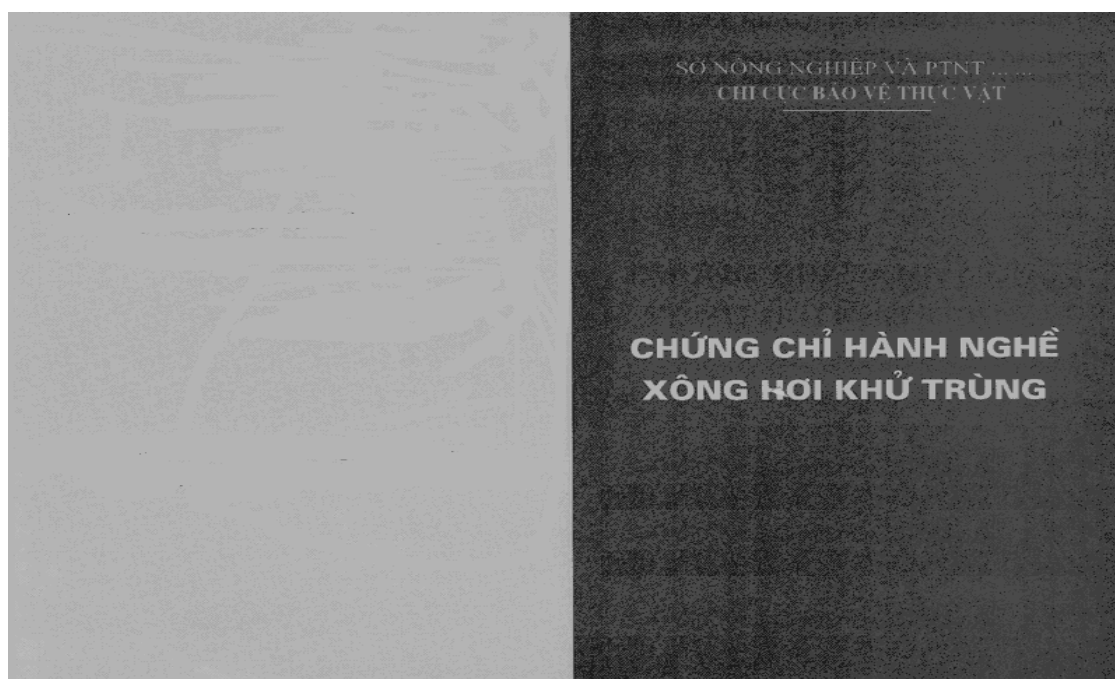 SỞ NÔNG NGHIỆP VÀ PTNT ... ...
CHI CỤC BẢO VỆ THỰC VẬT
CHỨNG CHỈ HÀNH NGHỀ
XÔNG HƠI KHỬ TRÙNG